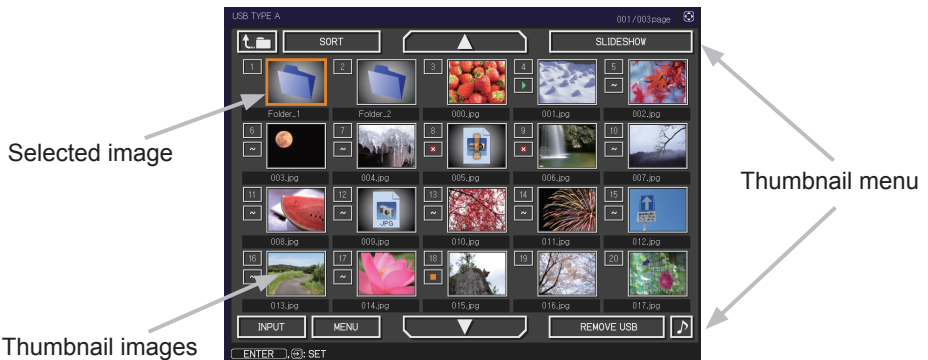 USB TYPE A 001/003page
SORT SLIDESHOW
1 2 3 4 5
Folder_1 Folder_2 000.jpg 001.jpg 002.jpg
6 7 8 9 10
003.jpg 004.jpg 005.jpg 006.jpg 007.jpg
11 12 13 14 15
JPG
008.jpg 009.jpg 010.jpg 011.jpg 012.jpg
16 17 18 19 20
013.jpg 014.jpg 015.jpg 016.jpg 017.jpg
INPUT MENU REMOVE USB
ENTER , : SET
Selected image
Thumbnail menu
Thumbnail images